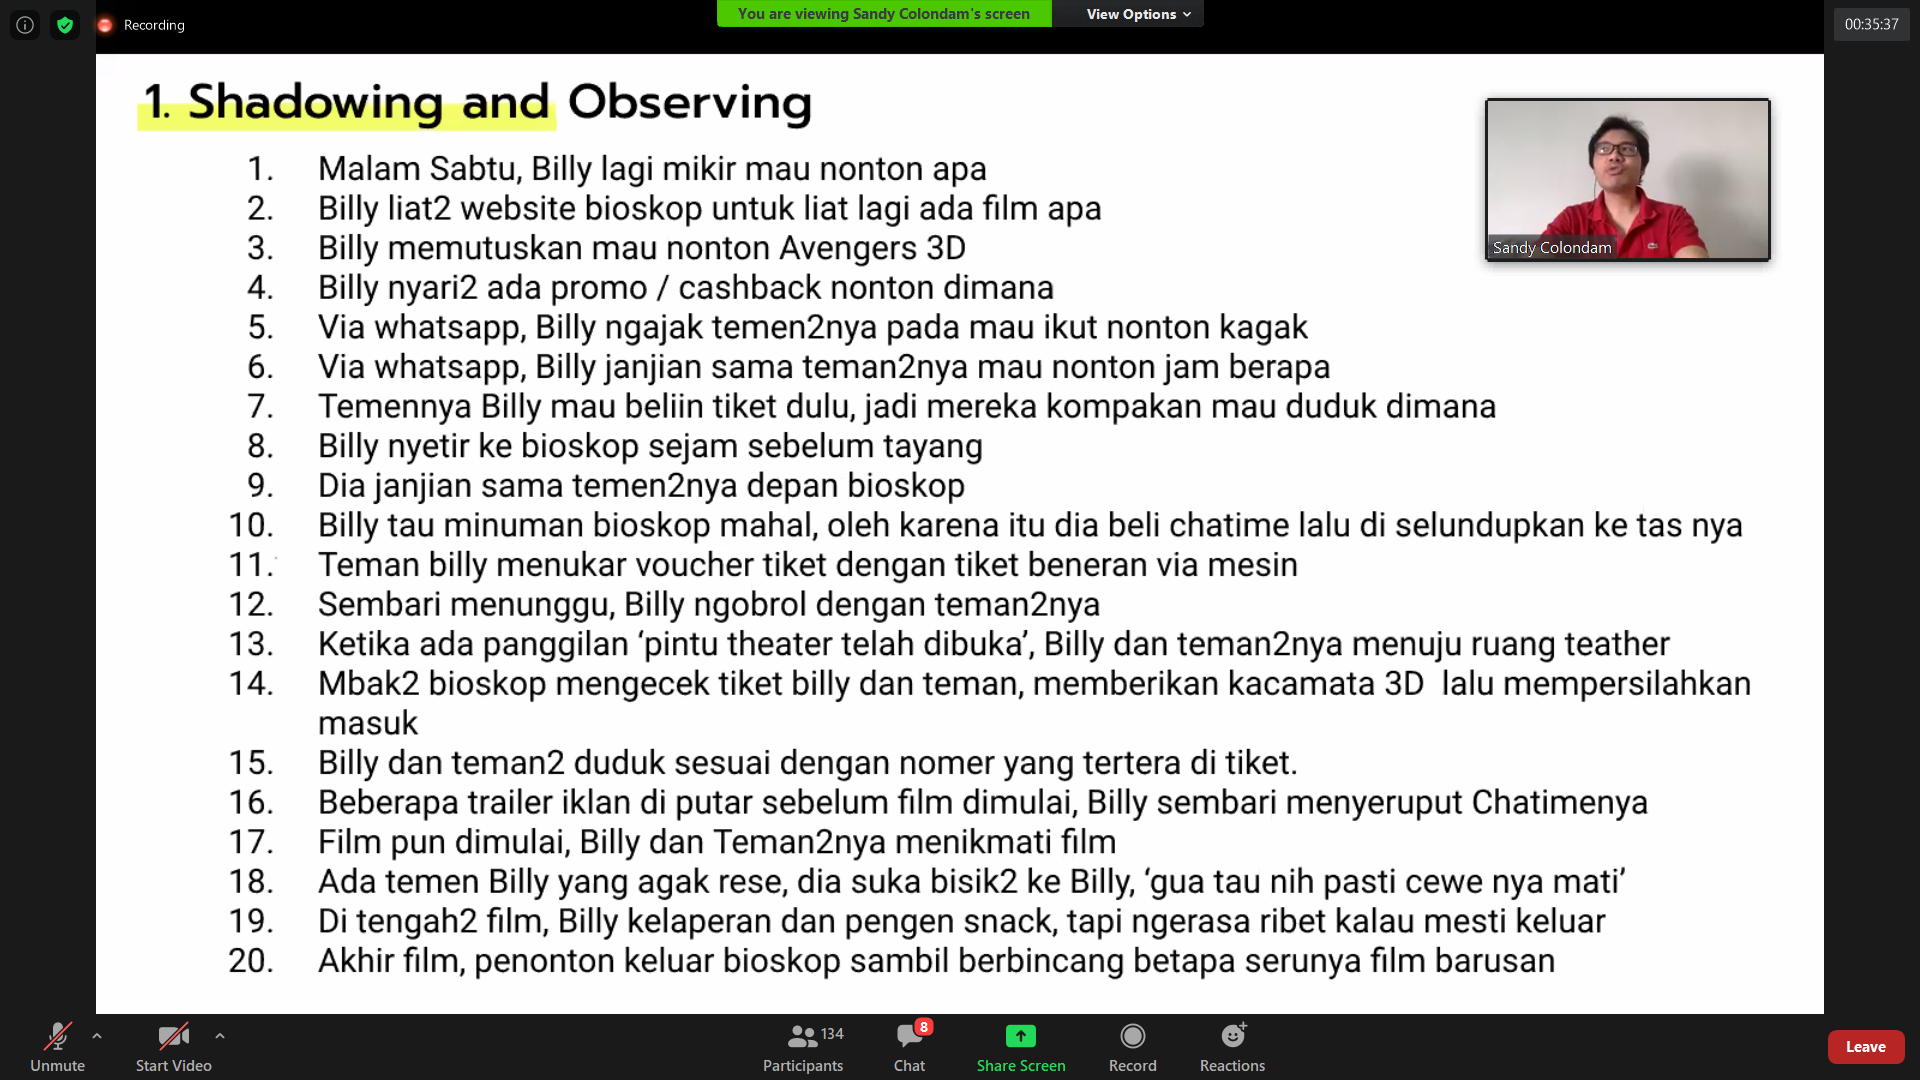 Recording
You are viewing Sandy Colondam's screen
View Options
00:35:37
1. Shadowing and Observing
Sandy Colondam
1. Malam Sabtu, Billy lagi mikir mau nonton apa
2. Billy liat2 website bioskop untuk liat lagi ada film apa
3. Billy memutuskan mau nonton Avengers 3D
4. Billy nyari2 ada promo / cashback nonton dimana
5. Via whatsapp, Billy ngajak temen2nya pada mau ikut nonton kagak
6. Via whatsapp, Billy janjian sama teman2nya mau nonton jam berapa
7. Temennya Billy mau beliin tiket dulu, jadi mereka kompakan mau duduk dimana
8. Billy nyetir ke bioskop sejam sebelum tayang
9. Dia janjian sama temen2nya depan bioskop
10. Billy tau minuman bioskop mahal, oleh karena itu dia beli chatime lalu di selundupkan ke tas nya
11. Teman billy menukar voucher tiket dengan tiket beneran via mesin
12. Sembari menunggu, Billy ngobrol dengan teman2nya
13. Ketika ada panggilan ‘pintu theater telah dibuka’, Billy dan teman2nya menuju ruang teather
14. Mbak2 bioskop mengecek tiket billy dan teman, memberikan kacamata 3D lalu mempersilahkan
masuk
15. Billy dan teman2 duduk sesuai dengan nomer yang tertera di tiket.
16. Beberapa trailer iklan di putar sebelum film dimulai, Billy sembari menyeruput Chatimenya
17. Film pun dimulai, Billy dan Teman2nya menikmati film
18. Ada temen Billy yang agak rese, dia suka bisik2 ke Billy, ‘gua tau nih pasti cewe nya mati’
19. Di tengah2 film, Billy kelaperan dan pengen snack, tapi ngerasa ribet kalau mesti keluar
20. Akhir film, penonton keluar bioskop sambil berbincang betapa serunya film barusan
134
8
Unmute
Start Video
Participants
Chat
Share Screen
Record
Reactions
Leave